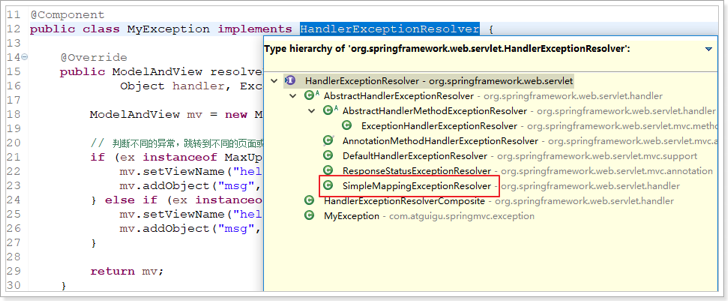 11 @Component
12 public class MyException implements HandlerExceptionResolver {
13
14 @Override
15 public ModelAndView resolve
16 Object handler, Exc
17
18 ModelAndView mv = new M
19
20 // 判断不同的异常，跳转到不同的页面或
21 if (ex instanceof MaxUp
22 mv.setViewName("hel
23 mv.addObject("msg",
24 } else if (ex instanceo
25 mv.setViewName("hel
26 mv.addObject("msg",
27 }
28
29 return mv;
30 }
Type hierarchy of 'org.springframework.web.servlet.HandlerExceptionResolver':
HandlerExceptionResolver - org.springframework.web.servlet
AbstractHandlerExceptionResolver - org.springframework.web.servlet.handler
AbstractHandlerMethodExceptionResolver - org.springframework.web.servlet.handler
ExceptionHandlerExceptionResolver - org.springframework.web.servlet.mvc.metho
AnnotationMethodHandlerExceptionResolver - org.springframework.web.servlet.mvc.a
DefaultHandlerExceptionResolver - org.springframework.web.servlet.mvc.support
ResponseStatusExceptionResolver - org.springframework.web.servlet.mvc.annotation
SimpleMappingExceptionResolver - org.springframework.web.servlet.handler
HandlerExceptionResolverComposite - org.springframework.web.servlet.handler
MyException - com.atguigu.springmvc.exception